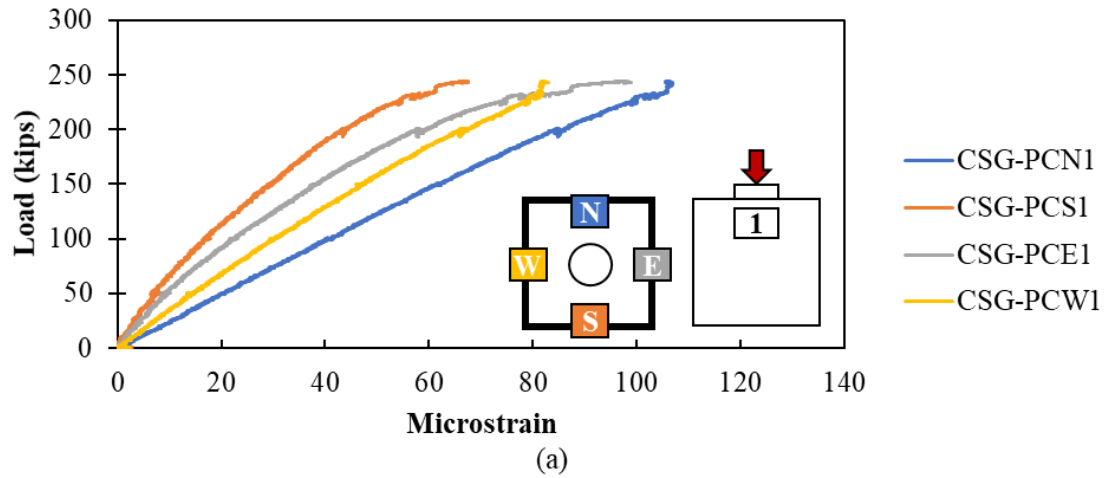 300
250
200
150
100
50
0
Load (kips)
0 20 40 60 80 100 120 140
Microstrain
N
W E
S
1
CSG-PCN1
CSG-PCS1
CSG-PCE1
CSG-PCW1
(a)